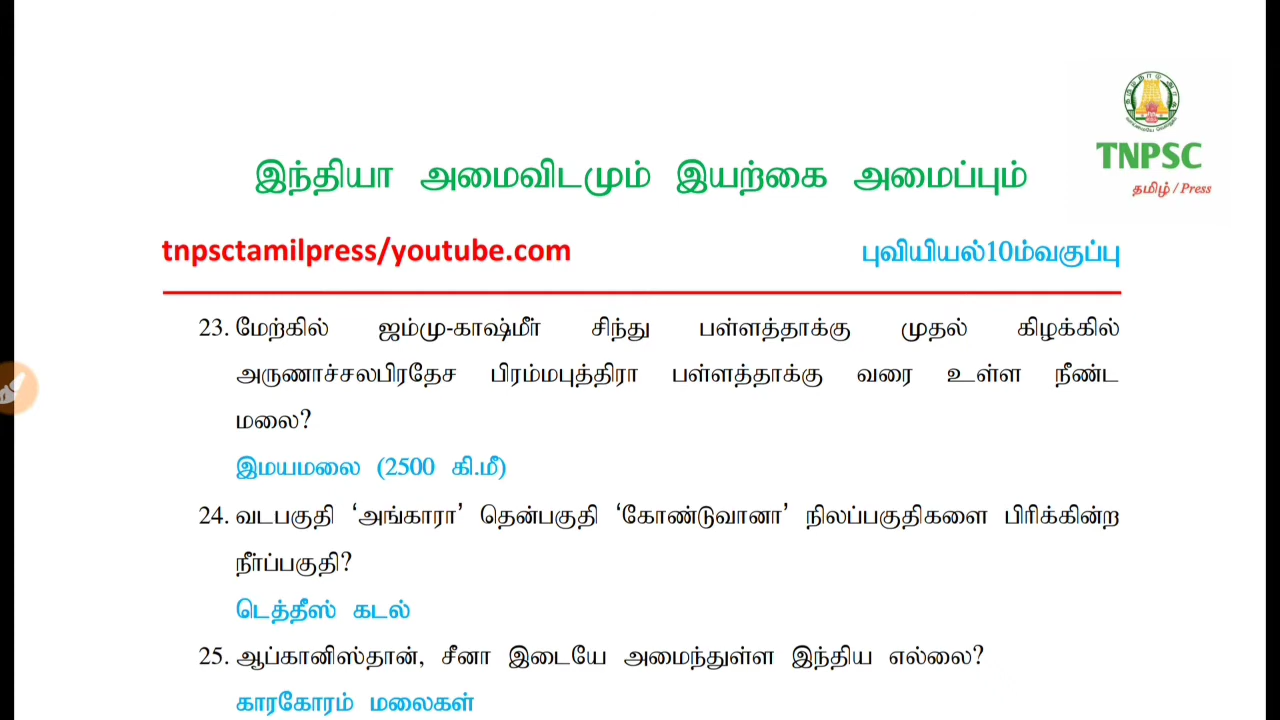 TNPSC
தமிழ் / Press
இந்தியா அமைவிடமும் இயற்கை அமைப்பும்
tnpsctamilpress/youtube.com புவியியல்10ம்வகுப்பு
23. மேற்கில் ஜம்மு-காஷ்மீர் சிந்து பள்ளத்தாக்கு முதல் கிழக்கில்
அருணாச்சலபிரதேச பிரம்மபுத்திரா பள்ளத்தாக்கு வரை உள்ள நீண்ட
மலை?
இமயமலை (2500 கி.மீ)
24. வடபகுதி ‘அங்காரா’ தென்பகுதி ‘கோண்டுவானா’ நிலப்பகுதிகளை பிரிக்கின்ற
நீர்ப்பகுதி?
டெத்தீஸ் கடல்
25. ஆப்கானிஸ்தான், சீனா இடையே அமைந்துள்ள இந்திய எல்லை?
காரகோரம் மலைகள்